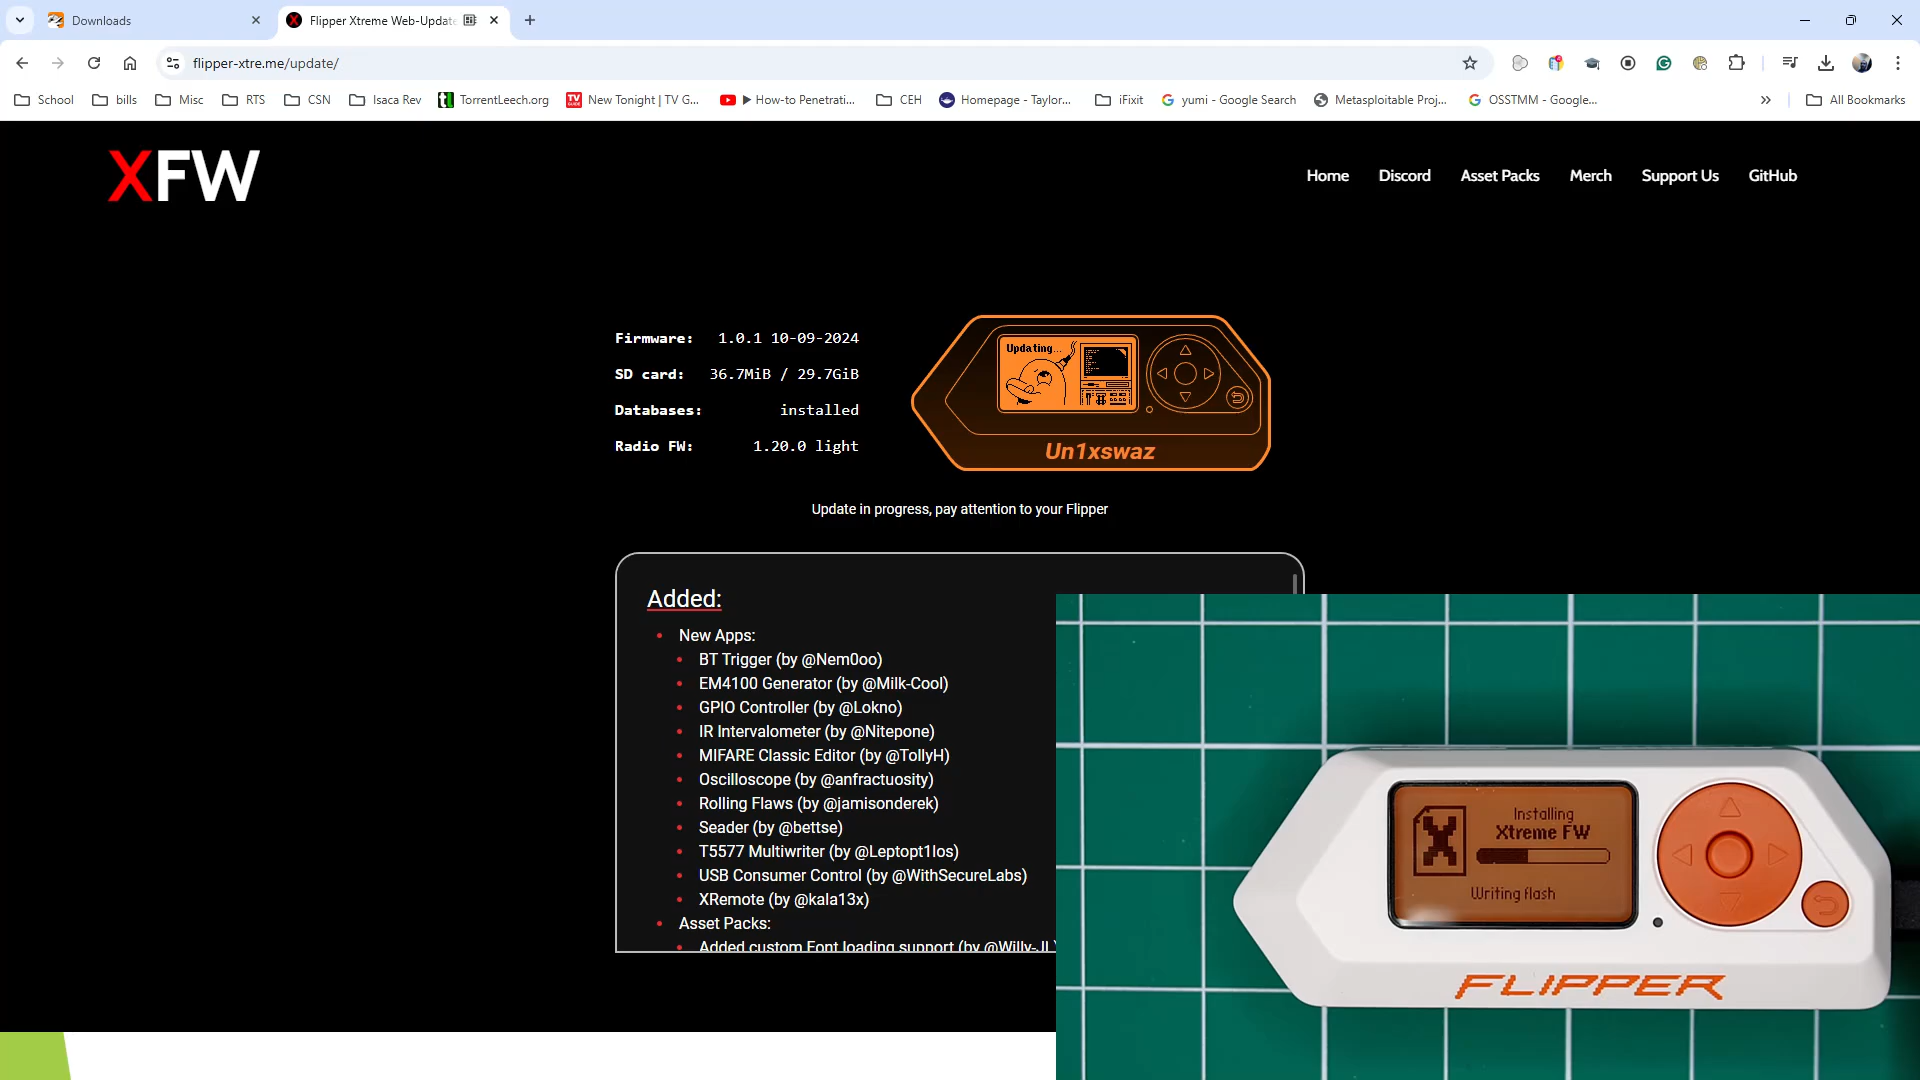 Downloads
Flipper Xtreme Web-Update
flipper-xtre.me/update/
School
bills
Misc
RTS
CSN
Isaca Rev
TorrentLeech.org
New Tonight | TV G...
How-to Penetrati...
CEH
Homepage - Taylor...
iFixit
yumi - Google Search
Metasploitable Proj...
OSSTMM - Google...
All Bookmarks
XFW
Home
Discord
Asset Packs
Merch
Support Us
GitHub
Firmware: 1.0.1 10-09-2024
SD card: 36.7MiB / 29.7GiB
Databases: installed
Radio FW: 1.20.0 light
Updating...
Un1xswaz
Update in progress, pay attention to your Flipper
Added:
New Apps:
BT Trigger (by @Nem0oo)
EM4100 Generator (by @Milk-Cool)
GPIO Controller (by @Lokno)
IR Intervalometer (by @Nitepone)
MIFARE Classic Editor (by @TollyH)
Oscilloscope (by @anfractuosity)
Rolling Flaws (by @jamisonderek)
Seader (by @bettse)
T5577 Multiwriter (by @Leptopt1los)
USB Consumer Control (by @WithSecureLabs)
XRemote (by @kala13x)
Asset Packs:
Added custom Font loading support (by @Willy-JL)
Installing
Xtreme FW
Writing flash
FLIPPER